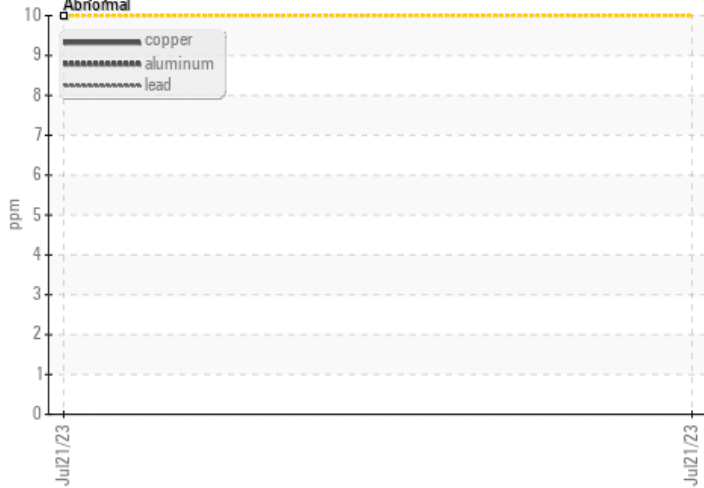 Abnormal
10
copper
9
aluminum
lead
8
7
6
ppm
5
4
3
2
1
0
Jul21/23
Jul21/23